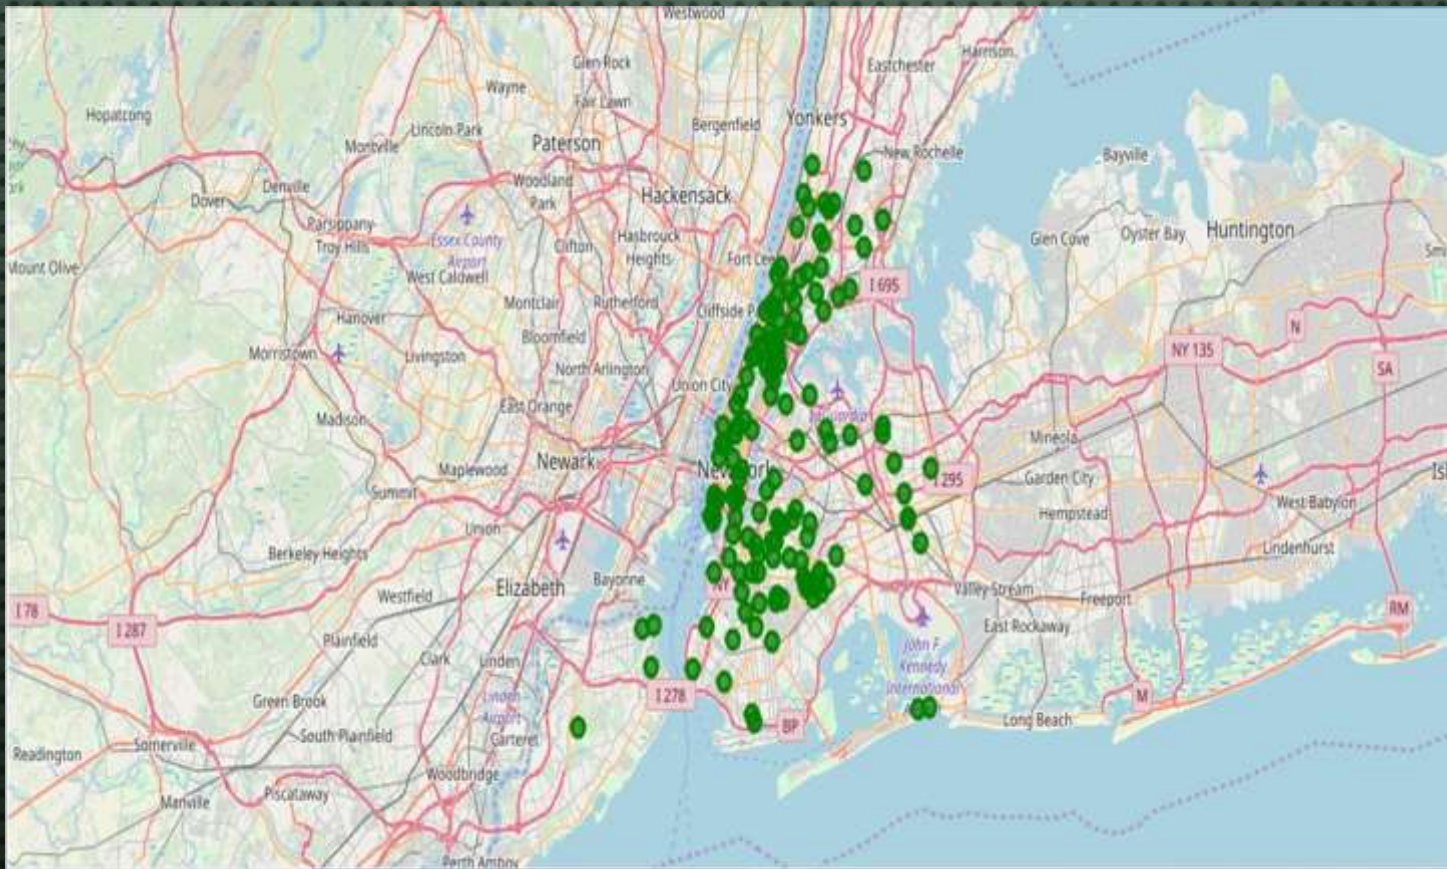 Westwood
Harrison
Glen Rock
Eastchester
Wayne
Fair Lawn
Hopatcong
Yonkers
Lincoln Park
Bergenfield
Montville
Paterson
New Rochelle
Bayville
Denville
Woodland
Park
Hackensack
Dover
Parsippany-
Troy Hills
Essex County
Airport
Clifton
Hasbrouck
Heights
Glen Cove
Oyster Bay
Huntington
Mount Olive
West Caldwell
Fort Lee
I 695
Montclair
Rutherford
Cliffside
Hanover
Bloomfield
N
Morristown
Livingston
North Arlington
NY 135
SA
Union City
East Orange
Madison
Mineola
Maplewood
Newark
New York
I 295
Garden City
Summit
West Babylon
Hempstead
Union
Berkeley Heights
Lindenhurst
Elizabeth
Bayonne
NY
Valley Stream
Freeport
Westfield
I 78
I 287
RM
East Rockaway
Plainfield
Clark
Linden
John F.
Kennedy
International
I 278
M
Green Brook
Linden
Airport
Long Beach
BP
South Plainfield
Carteret
Readington
Somerville
Woodbridge
Piscataway
Manville
Perth Amboy